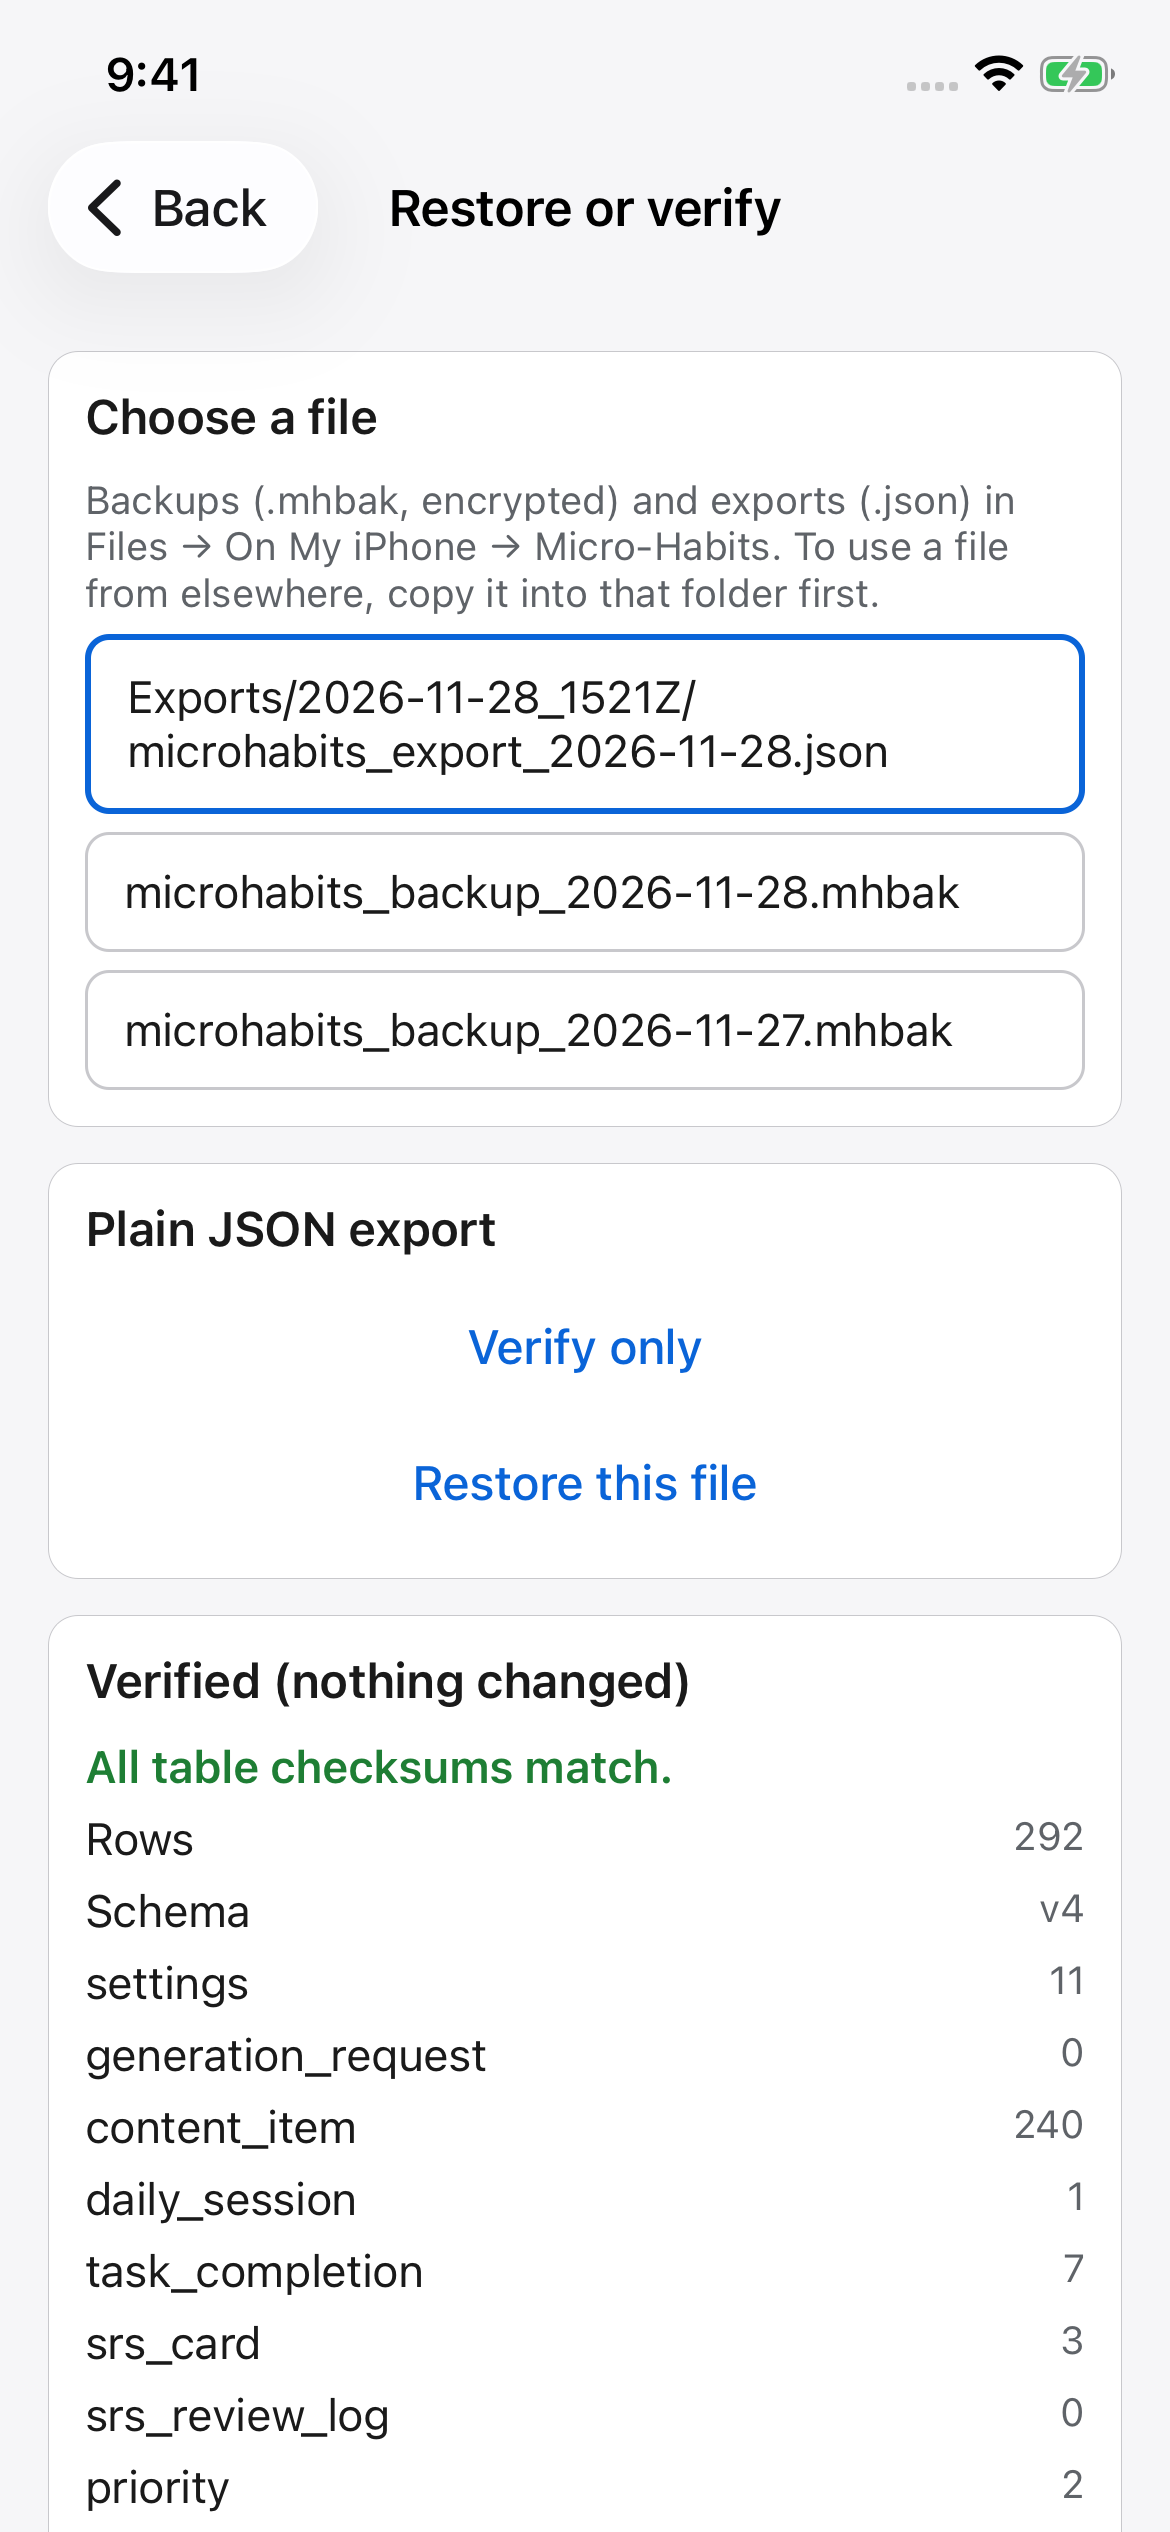 9:41
Back
Restore or verify
Choose a file
Backups (.mhbak, encrypted) and exports (.json) in
Files → On My iPhone → Micro-Habits. To use a file
from elsewhere, copy it into that folder first.
Exports/2026-11-28_1521Z/
microhabits_export_2026-11-28.json
microhabits_backup_2026-11-28.mhbak
microhabits_backup_2026-11-27.mhbak
Plain JSON export
Verify only
Restore this file
Verified (nothing changed)
All table checksums match.
Rows 292
Schema v4
settings 11
generation_request 0
content_item 240
daily_session 1
task_completion 7
srs_card 3
srs_review_log 0
priority 2